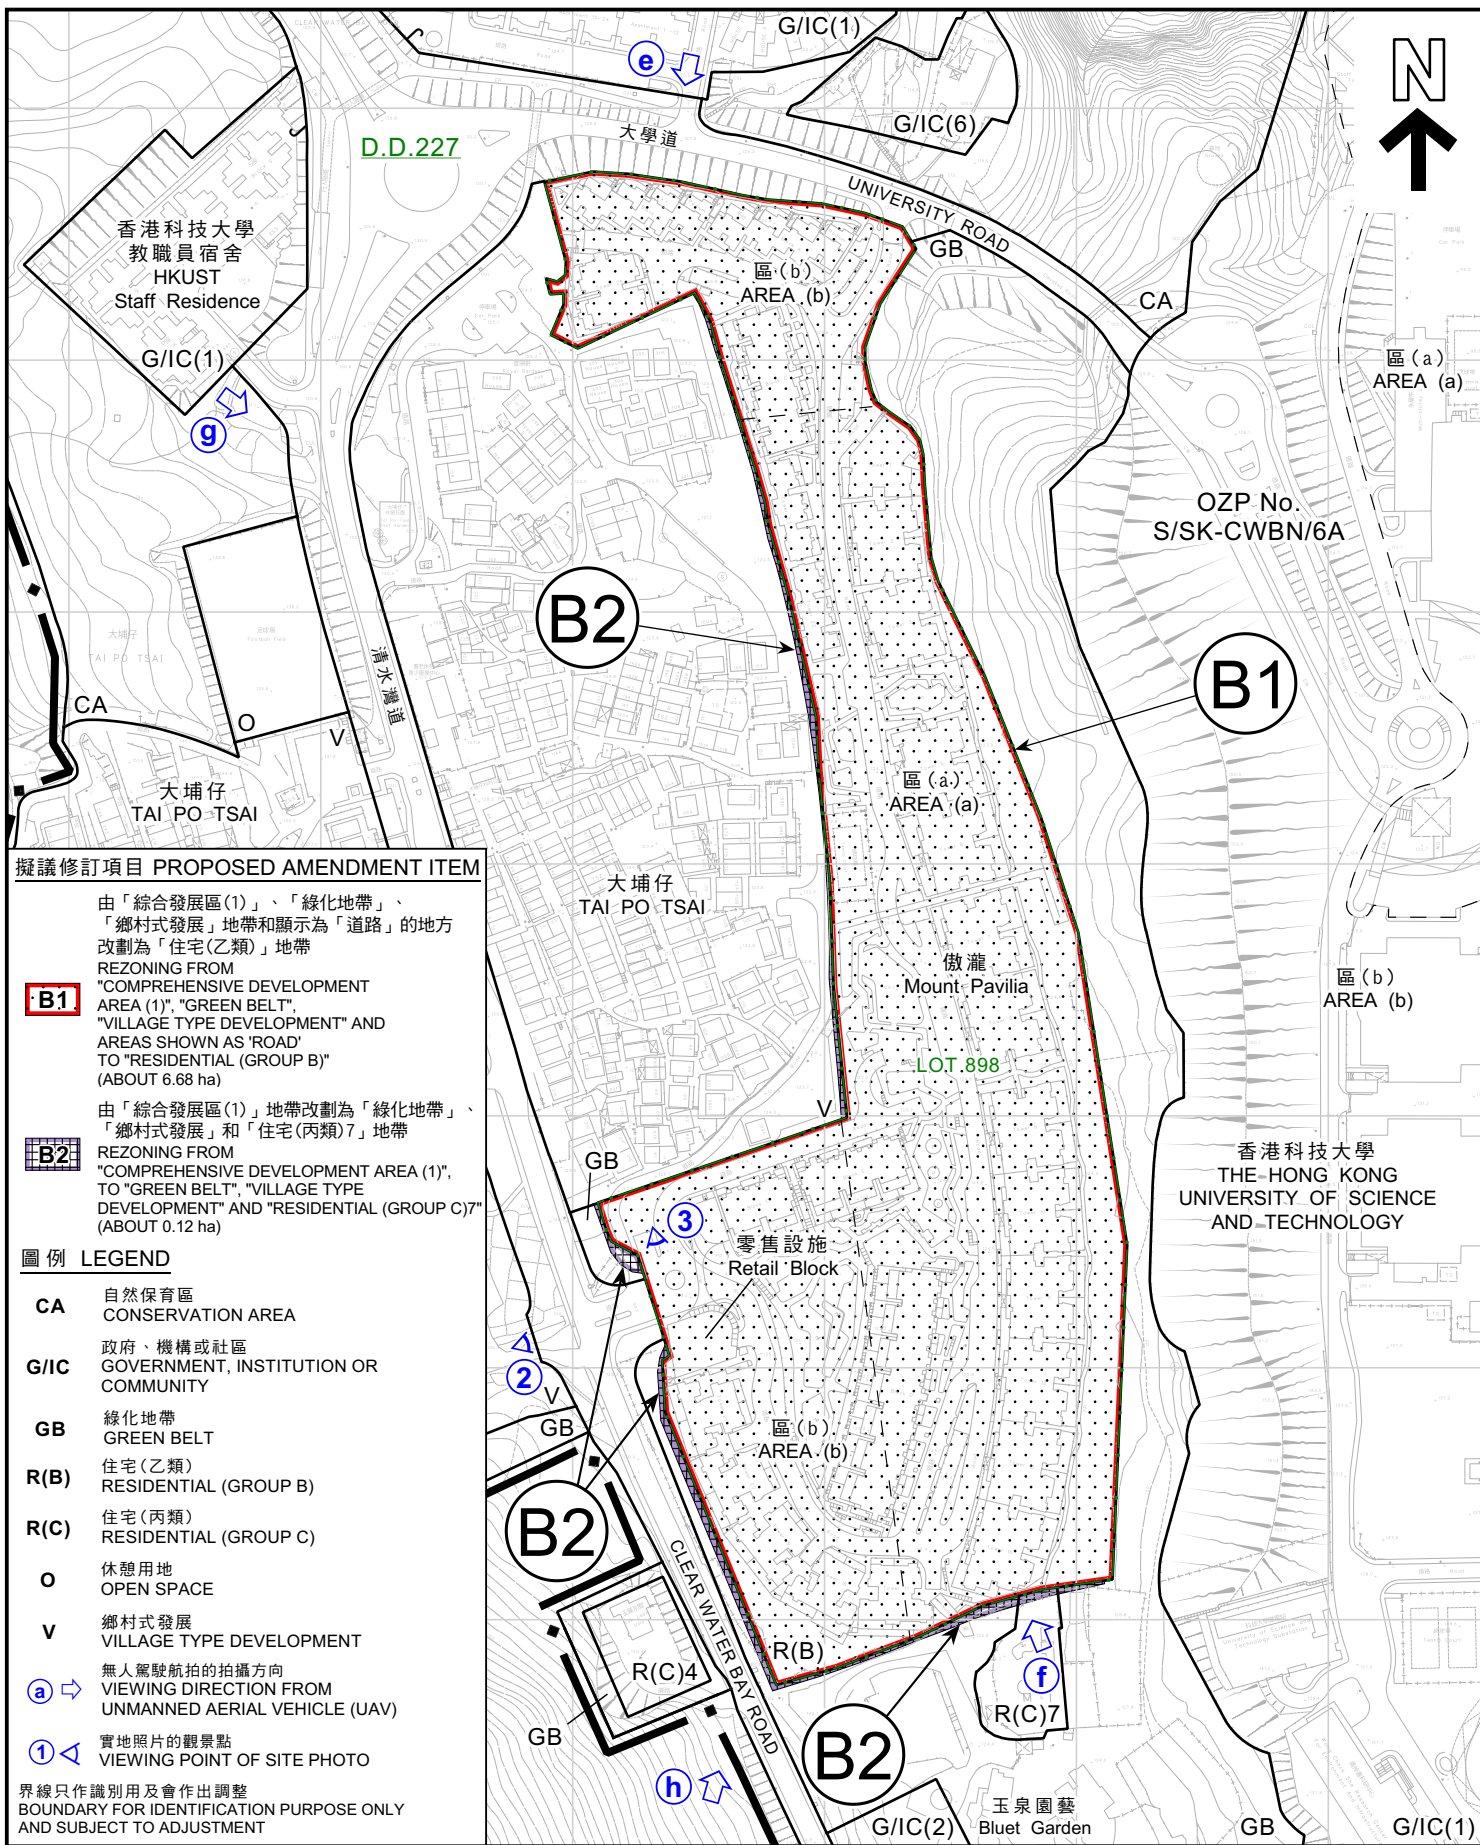 G/IC(1)
e
N
大學道
G/IC(6)
D.D.227
UNIVERSITY ROAD
香港科技大學
教職員宿舍
HKUST
Staff Residence
G/IC(1)
g
區(b)
AREA (b)
GB
CA
區(a)
AREA (a)
OZP No.
S/SK-CWBN/6A
B2
B1
清水灣道
CA
O
V
大埔仔
TAI PO TSAI
區(a)
AREA (a)
大埔仔
TAI PO TSAI
傲瀧
Mount Pavilia
區(b)
AREA (b)
LOT 898
V
GB
香港科技大學
THE HONG KONG
UNIVERSITY OF SCIENCE
AND TECHNOLOGY
3
零售設施
Retail Block
2
V
GB
區(b)
AREA (b)
B2
CLEAR WATER BAY ROAD
R(C)4
GB
R(B)
f
R(C)7
B2
h
G/IC(2)
玉泉園藝
Bluet Garden
GB
G/IC(1)
擬議修訂項目 PROPOSED AMENDMENT ITEM
由「綜合發展區(1)」、「綠化地帶」、
「鄉村式發展」地帶和顯示為「道路」的地方
改劃為「住宅(乙類)」地帶
B1
REZONING FROM
"COMPREHENSIVE DEVELOPMENT
AREA (1)", "GREEN BELT",
"VILLAGE TYPE DEVELOPMENT" AND
AREAS SHOWN AS 'ROAD'
TO "RESIDENTIAL (GROUP B)"
(ABOUT 6.68 ha)
由「綜合發展區(1)」地帶改劃為「綠化地帶」、
「鄉村式發展」和「住宅(丙類)7」地帶
B2
REZONING FROM
"COMPREHENSIVE DEVELOPMENT AREA (1)",
TO "GREEN BELT", "VILLAGE TYPE
DEVELOPMENT" AND "RESIDENTIAL (GROUP C)7"
(ABOUT 0.12 ha)
圖例 LEGEND
CA
自然保育區
CONSERVATION AREA
G/IC
政府、機構或社區
GOVERNMENT, INSTITUTION OR
COMMUNITY
GB
綠化地帶
GREEN BELT
R(B)
住宅(乙類)
RESIDENTIAL (GROUP B)
R(C)
住宅(丙類)
RESIDENTIAL (GROUP C)
O
休憩用地
OPEN SPACE
V
鄉村式發展
VILLAGE TYPE DEVELOPMENT
a
無人駕駛航拍的拍攝方向
VIEWING DIRECTION FROM
UNMANNED AERIAL VEHICLE (UAV)
1
實地照片的觀景點
VIEWING POINT OF SITE PHOTO
界線只作識別用及會作出調整
BOUNDARY FOR IDENTIFICATION PURPOSE ONLY
AND SUBJECT TO ADJUSTMENT